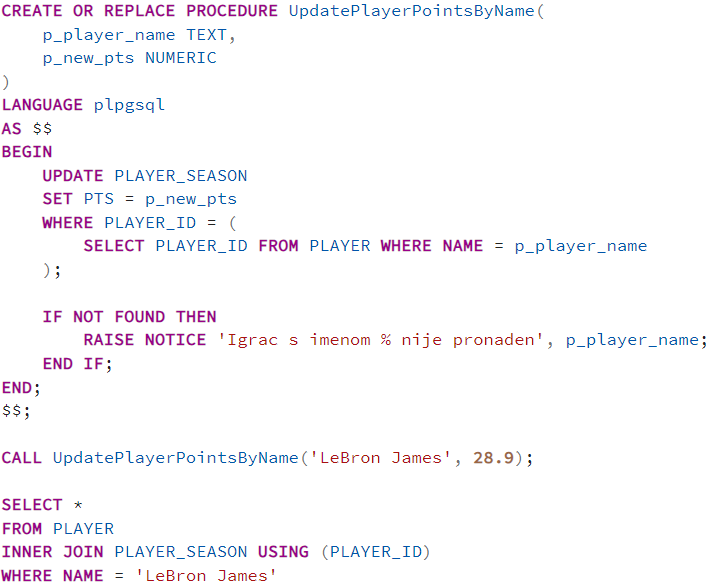 CREATE OR REPLACE PROCEDURE UpdatePlayerPointsByName(
    p_player_name TEXT,
    p_new_pts NUMERIC
)
LANGUAGE plpgsql
AS $$
BEGIN
    UPDATE PLAYER_SEASON
    SET PTS = p_new_pts
    WHERE PLAYER_ID = (
        SELECT PLAYER_ID FROM PLAYER WHERE NAME = p_player_name
    );

    IF NOT FOUND THEN
        RAISE NOTICE 'Igrac s imenom % nije pronaden', p_player_name;
    END IF;
END;
$$;

CALL UpdatePlayerPointsByName('LeBron James', 28.9);

SELECT *
FROM PLAYER
INNER JOIN PLAYER_SEASON USING (PLAYER_ID)
WHERE NAME = 'LeBron James'